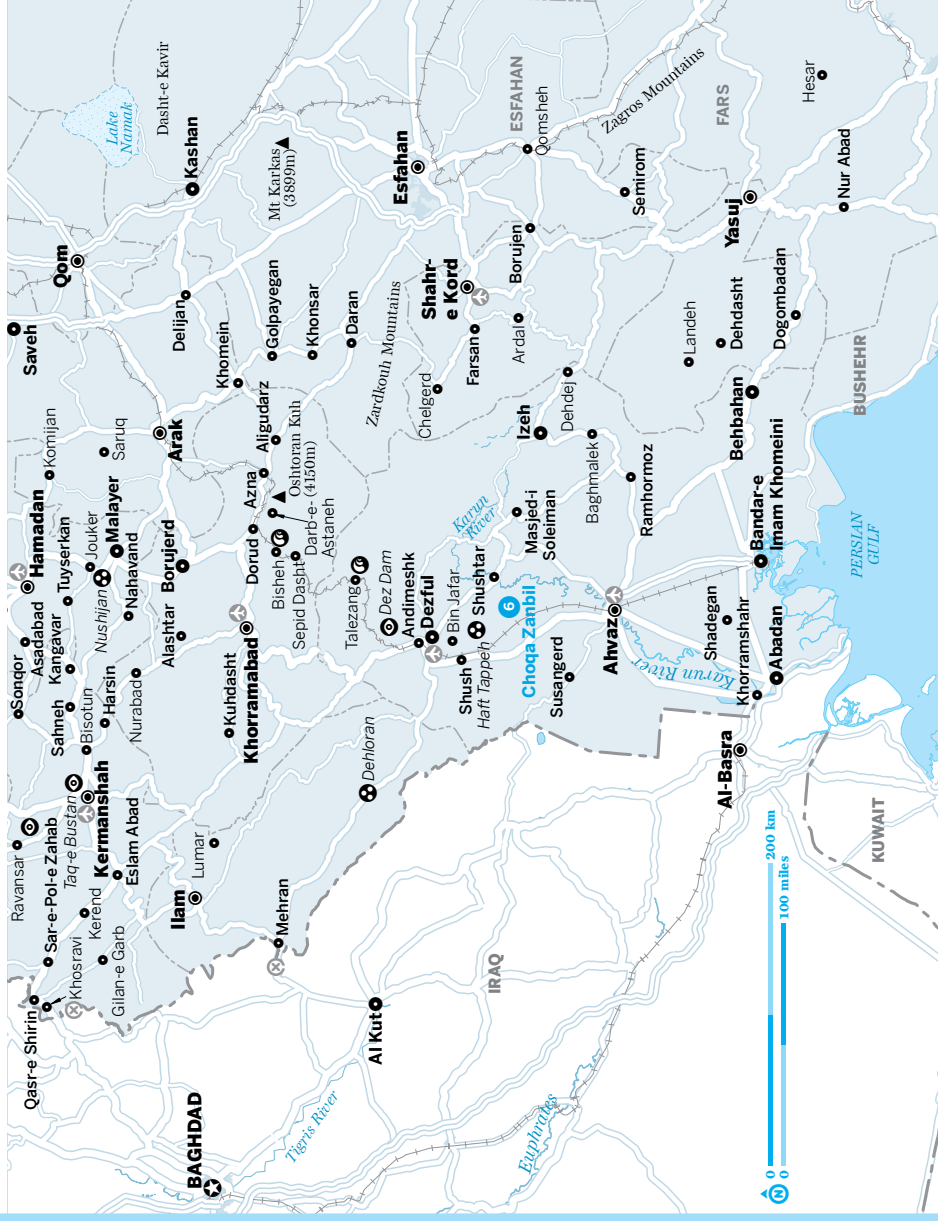 Ravansar
Sar-e-Pol-e Zahab
Taq-e Bustan
Kermanshah
Eslam Abad
Qasr-e Shirin
Khosravi
Kerend
Gilan-e Garb
Sonqor
Asadabad
Hamadan
Komijan
Saveh
Qom
Lake
Namak
Dasht-e Kavir
Sahneh
Kangavar
Tuyserkan
Jouker
Saruq
Bisotun
Nushijan
Malayer
Harsin
Nahavand
Nurabad
Borujerd
Arak
Delijan
Kashan
Alashtar
Ilam
Lumar
Kuhdasht
Khorramabad
Dorud
Azna
Aligudarz
Khomein
Golpayegan
Mt Karkas
(3899m)
BAGHDAD
Mehran
Bisheh
Sepid Dasht
Darb-e-
Astaneh
Oshtoran Kuh
(4150m)
Khonsar
Daran
Tigris River
Al Kut
Dehloran
Talezang
Dez Dam
Andimeshk
Dezful
Bin Jafar
Zardkouh Mountains
Esfahan
Shush
Haft Tappeh
Shushtar
Karun
River
Chelgerd
Shahr-
e Kord
Farsan
Ardal
Borujen
ESFAHAN
Qomsheh
IRAQ
6
Choqa Zanbil
Masjed-i
Soleiman
Izeh
Dehdej
Euphrates
Susangerd
Ahvaz
Baghmalek
Ramhormoz
Semirom
Zagros Mountains
Karun River
Landeh
Al-Basra
Khorramshahr
Shadegan
Abadan
Bandar-e
Imam Khomeini
Behbahan
Dehdasht
Dogombadan
Yasuj
FARS
Hesar
Nur Abad
KUWAIT
PERSIAN
GULF
BUSHEHR
N
0
200 km
0
100 miles